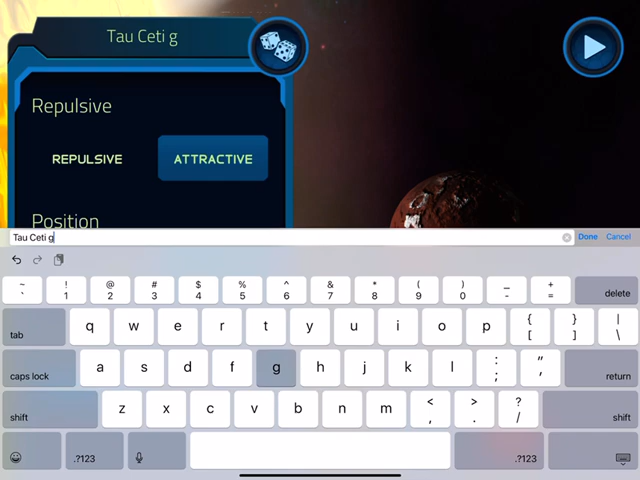 Tau Ceti g
Repulsive
REPULSIVE ATTRACTIVE
Position
Tau Ceti g Done Cancel
~ ! @ # $ % ^ & * ( ) _ +
` 1 2 3 4 5 6 7 8 9 0 - = delete
tab q w e r t y u i o p { [ } ] | \
caps lock a s d f g h j k l : ; " ' return
shift z x c v b n m < , > . ? / shift
.?123 .?123